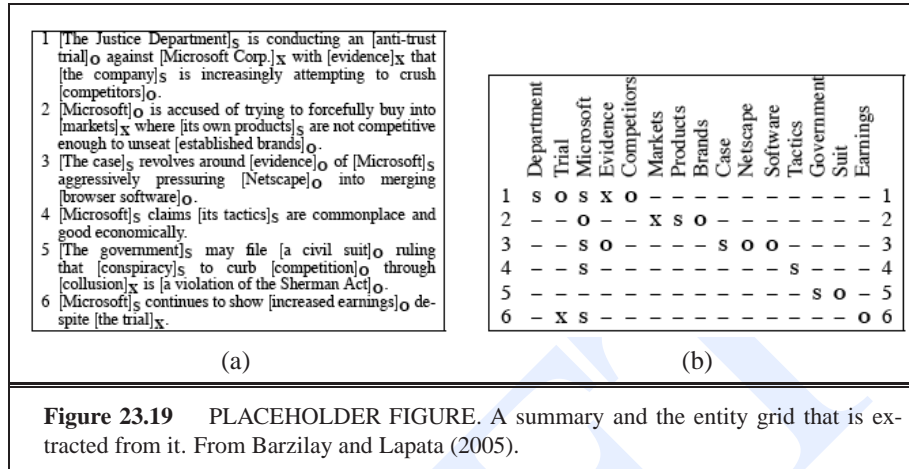 1 [The Justice Department]S is conducting an [anti-trust
trial]O against [Microsoft Corp.]X with [evidence]X that
[the company]S is increasingly attempting to crush
[competitors]O.
2 [Microsoft]O is accused of trying to forcefully buy into
[markets]X where [its own products]S are not competitive
enough to unseat [established brands]O.
3 [The case]S revolves around [evidence]O of [Microsoft]S
aggressively pressuring [Netscape]O into merging
[browser software]O.
4 [Microsoft]S claims [its tactics]S are commonplace and
good economically.
5 [The government]S may file [a civil suit]O ruling
that [conspiracy]S to curb [competition]O through
[collusion]X is [a violation of the Sherman Act]O.
6 [Microsoft]S continues to show [increased earnings]O de-
spite [the trial]X.
(a)
Department
Trial
Microsoft
Evidence
Competitors
Markets
Products
Brands
Case
Netscape
Software
Tactics
Government
Suit
Earnings
1 S O S X O – – – – – – – – – – 1
2 – – O – – X S O – – – – – – – 2
3 – – S O – – – – S O O – – – – 3
4 – – S – – – – – – – – S – – – 4
5 – – – – – – – – – – – – S O – 5
6 – X S – – – – – – – – – – – O 6
(b)
Figure 23.19 PLACEHOLDER FIGURE. A summary and the entity grid that is ex-
tracted from it. From Barzilay and Lapata (2005).